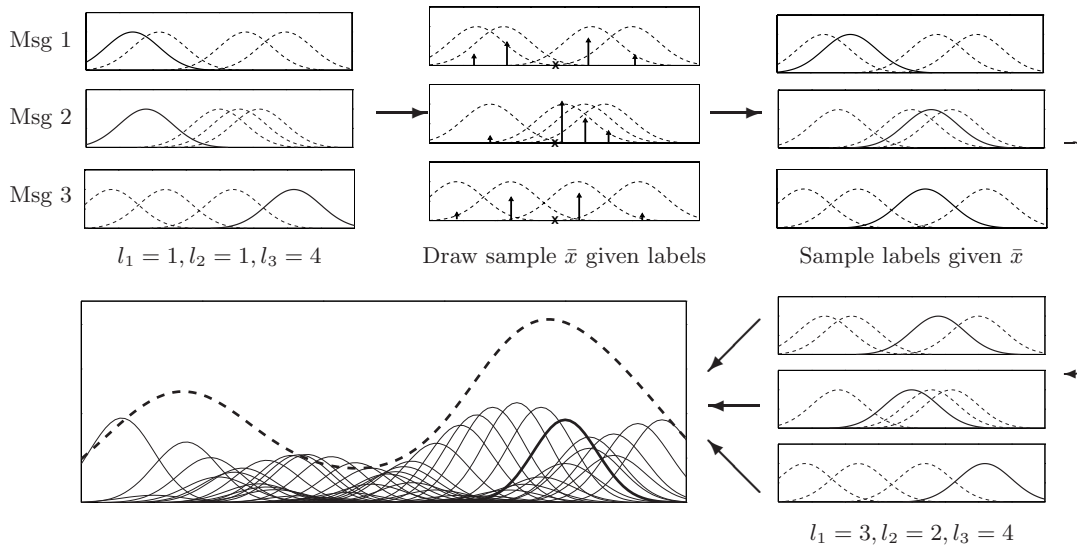 Msg 1
Msg 2
Msg 3
x
x
x
l₁ = 1, l₂ = 1, l₃ = 4
Draw sample x̄ given labels
Sample labels given x̄
l₁ = 3, l₂ = 2, l₃ = 4